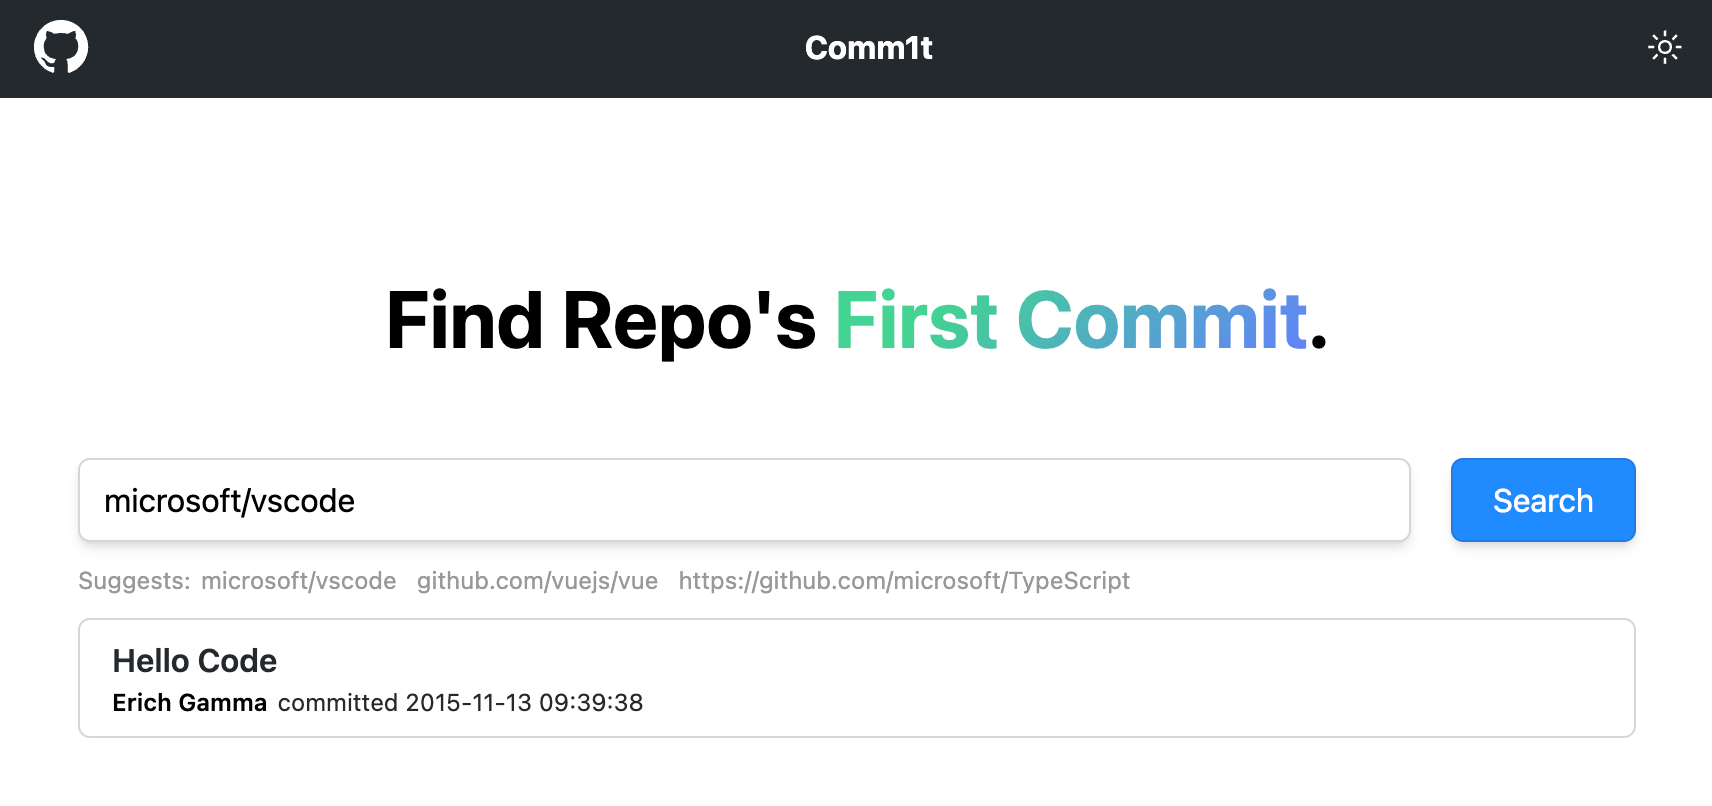 Comm1t
Find Repo's First Commit.
microsoft/vscode
Search
Suggests: microsoft/vscode github.com/vuejs/vue https://github.com/microsoft/TypeScript
Hello Code
Erich Gamma committed 2015-11-13 09:39:38